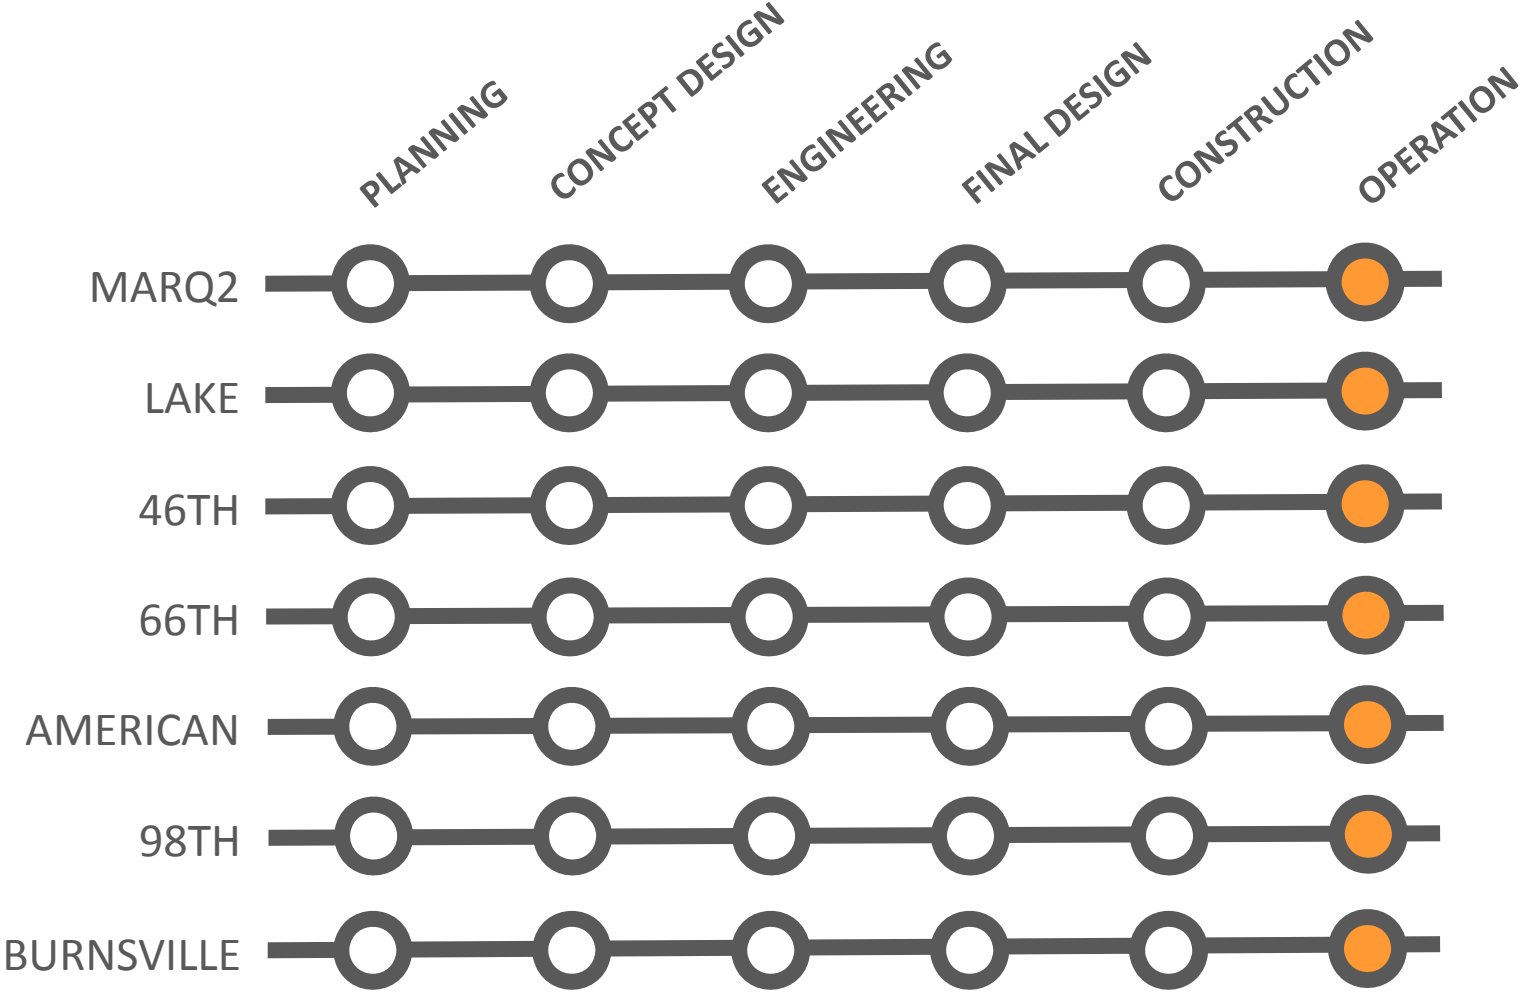 PLANNING
CONCEPT DESIGN
ENGINEERING
FINAL DESIGN
CONSTRUCTION
OPERATION
MARQ2
LAKE
46TH
66TH
AMERICAN
98TH
BURNSVILLE